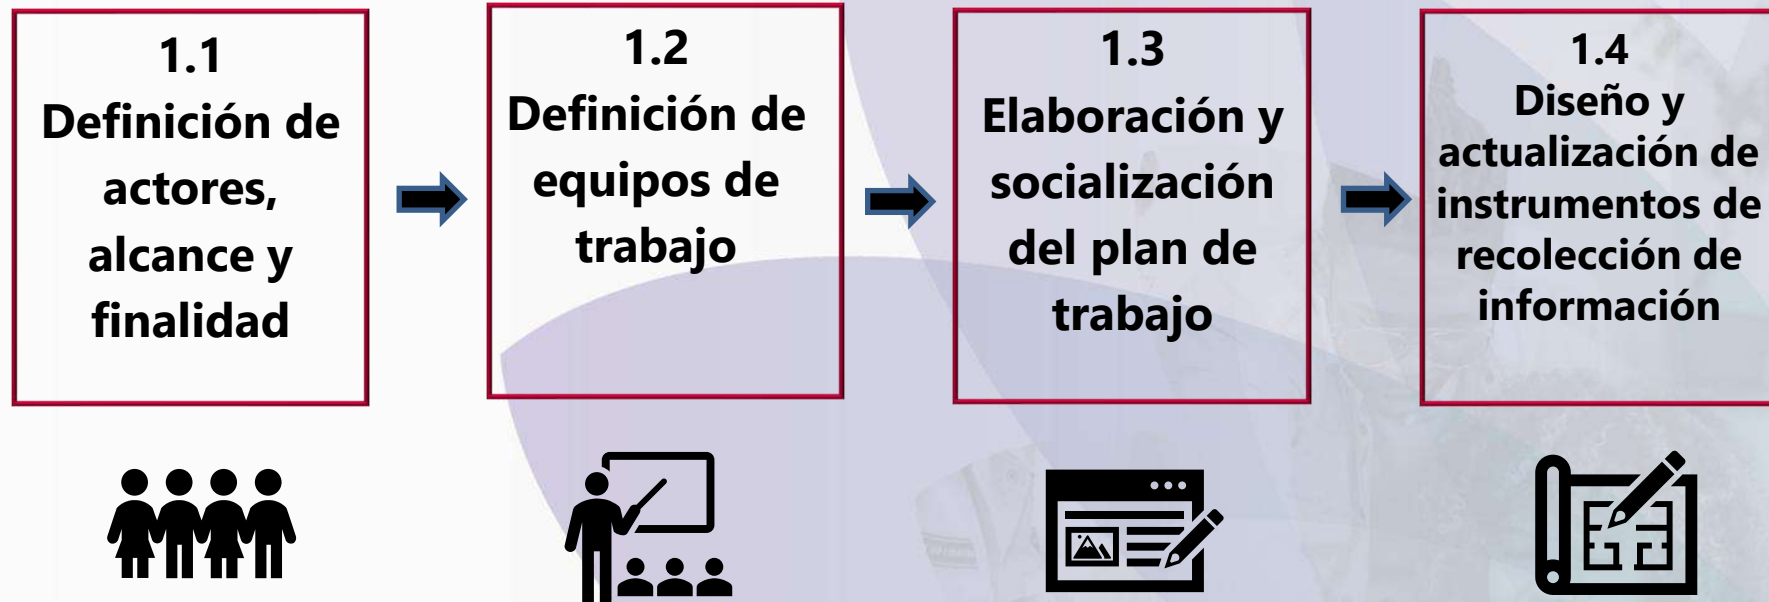 1.1
Definición de
actores,
alcance y
finalidad
1.2
Definición de
equipos de
trabajo
1.3
Elaboración y
socialización
del plan de
trabajo
1.4
Diseño y
actualización de
instrumentos de
recolección de
información